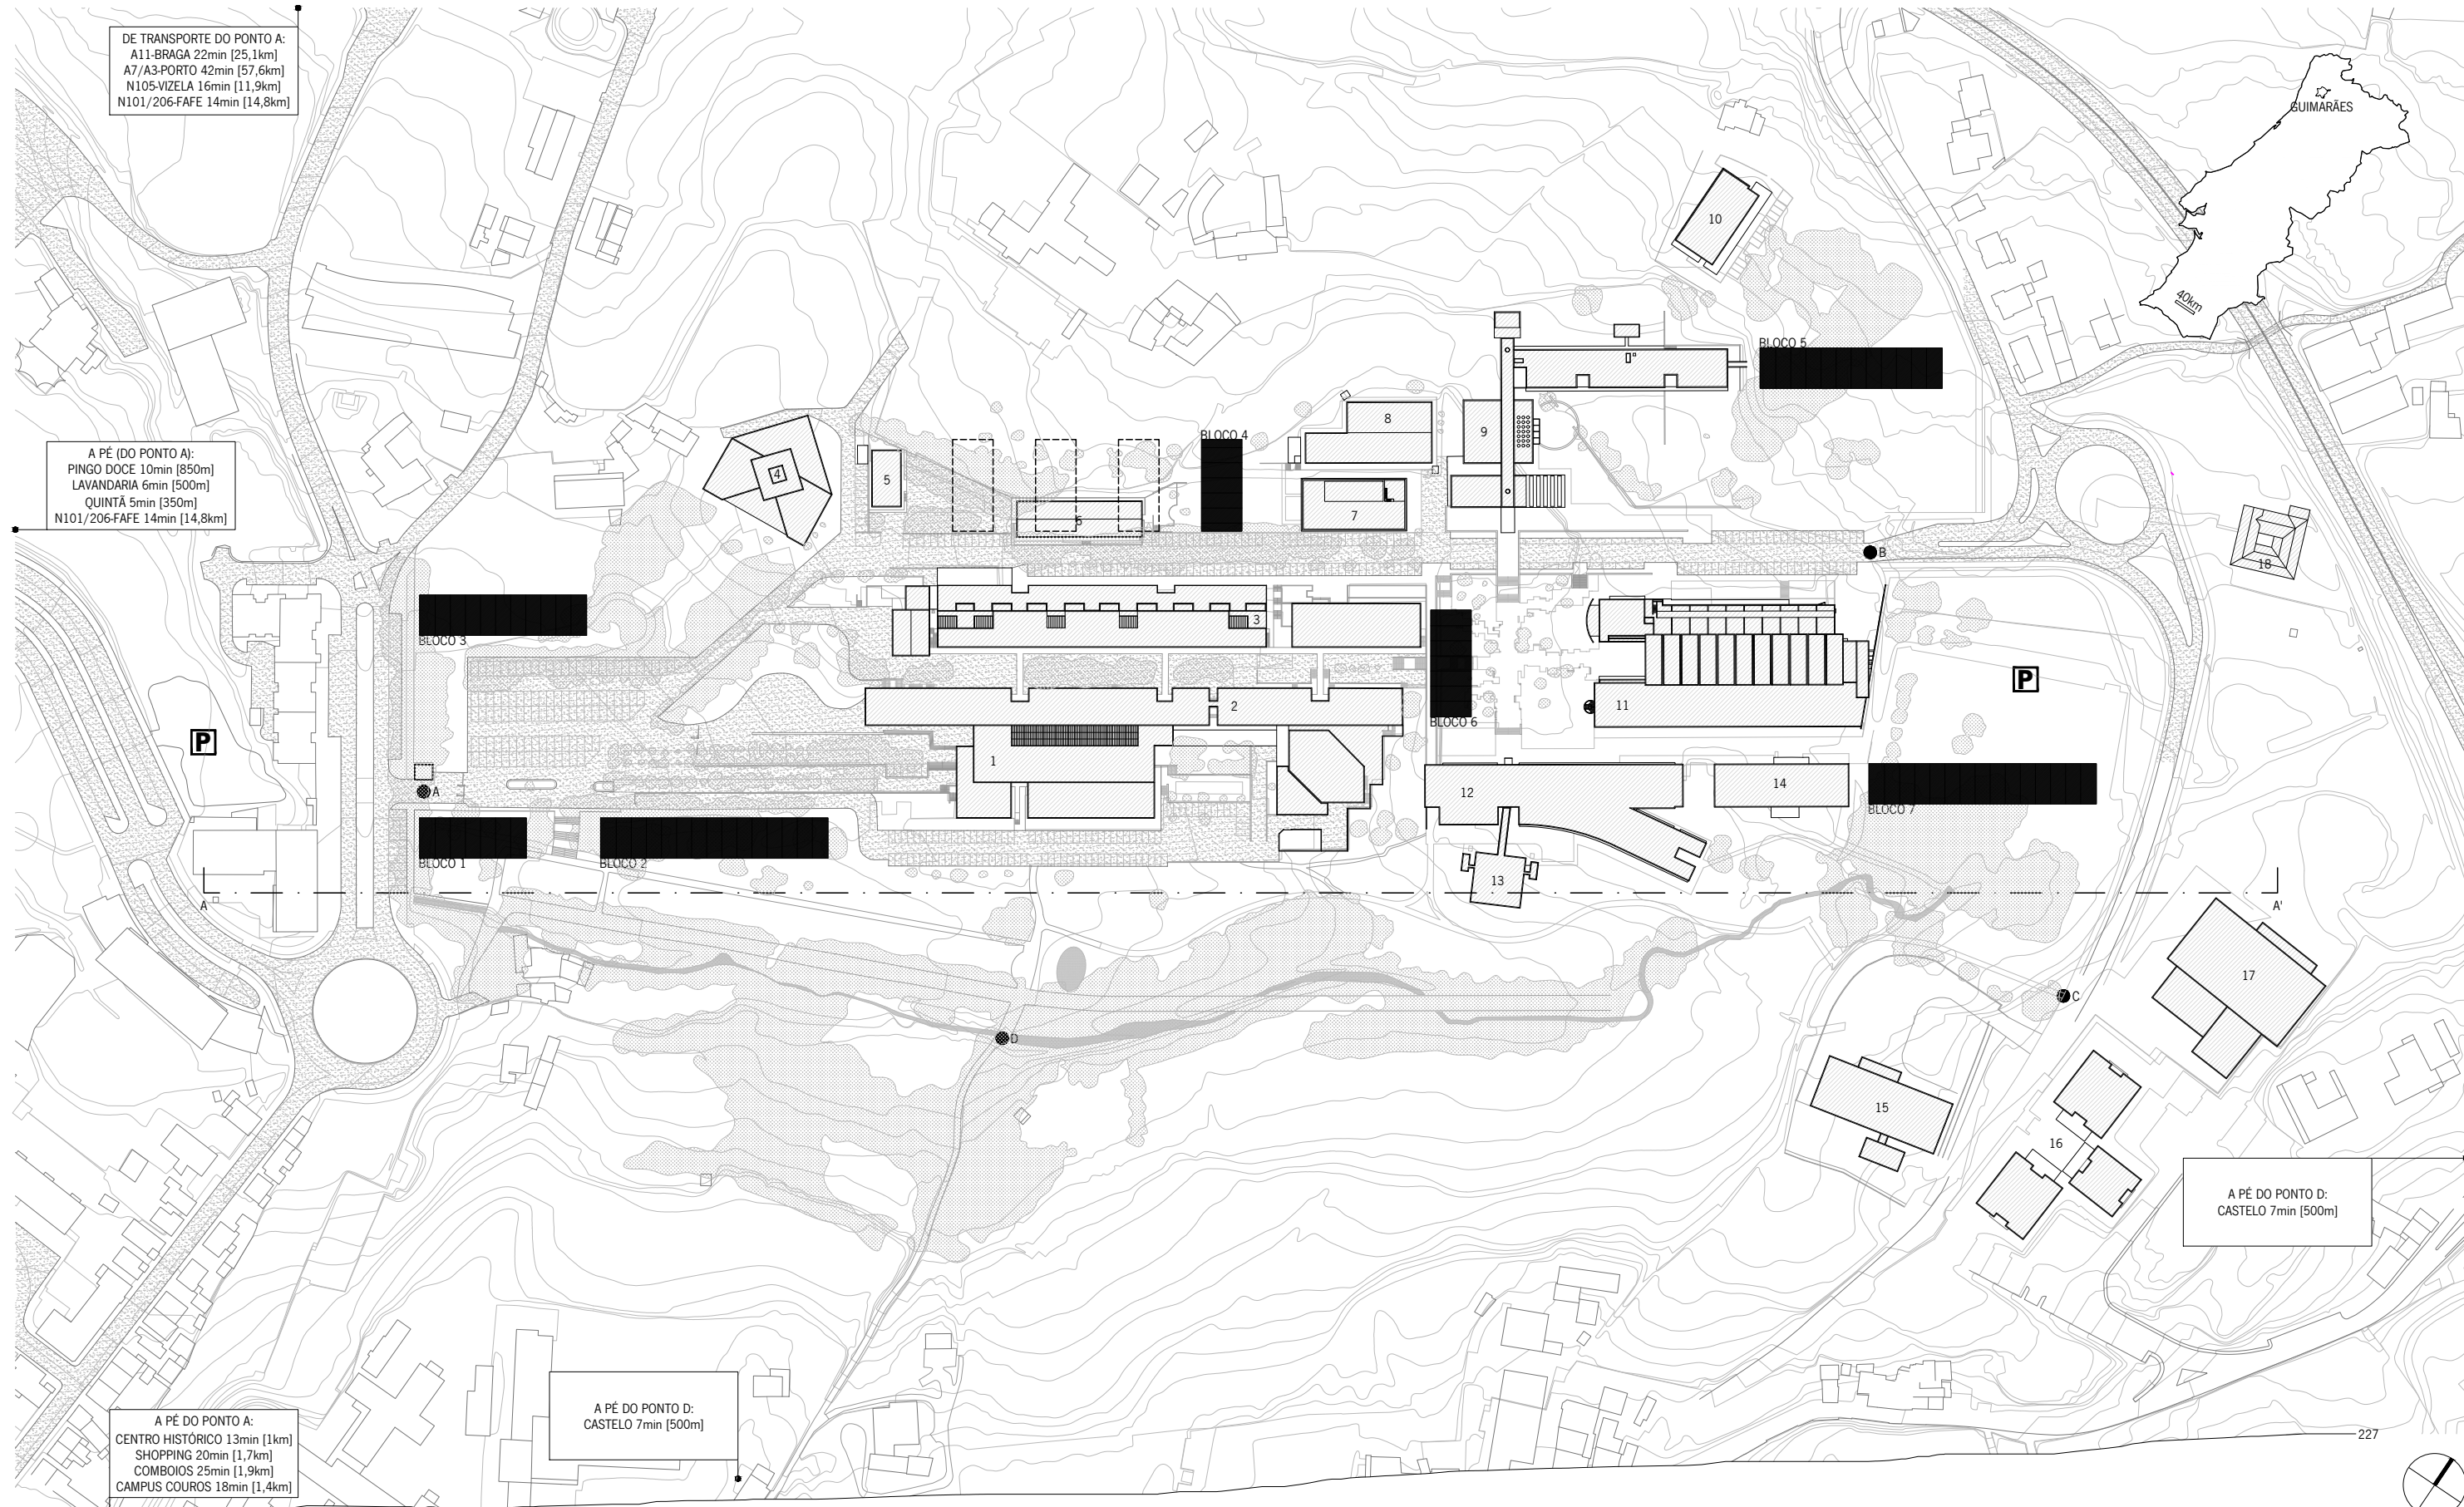 DE TRANSPORTE DO PONTO A:
A11-BRAGA 22min [25,1km]
A7/A3-PORTO 42min [57,6km]
N105-VIZELA 16min [11,9km]
N101/206-FAFE 14min [14,8km]
GUIMARÃES
40km
10
BLOCO 5
A PÉ (DO PONTO A):
PINGO DOCE 10min [850m]
LAVANDARIA 6min [500m]
QUINTÃ 5min [350m]
N101/206-FAFE 14min [14,8km]
4
5
6
BLOCO 4
8
9
7
B
18
BLOCO 3
3
2
BLOCO 6
11
P
P
1
A
12
14
BLOCO 7
BLOCO 1
BLOCO 2
13
A
A'
17
C
D
15
16
A PÉ DO PONTO D:
CASTELO 7min [500m]
A PÉ DO PONTO D:
CASTELO 7min [500m]
A PÉ DO PONTO A:
CENTRO HISTÓRICO 13min [1km]
SHOPPING 20min [1,7km]
COMBOIOS 25min [1,9km]
CAMPUS COUROS 18min [1,4km]
227